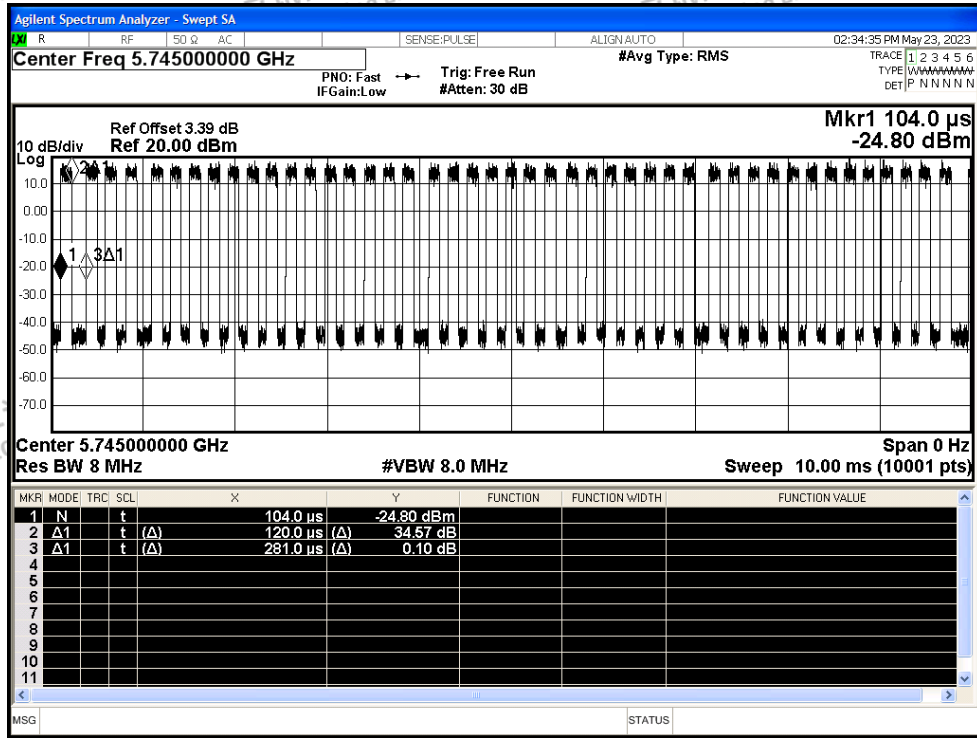 Agilent Spectrum Analyzer - Swept SA
LXI R RF 50 Ω AC SENSE:PULSE ALIGN AUTO 02:34:35 PM May 23, 2023
Center Freq 5.745000000 GHz #Avg Type: RMS TRACE 1 2 3 4 5 6
PNO: Fast Trig: Free Run TYPE WWWWWW
IFGain:Low #Atten: 30 dB DET P N N N N N
Mkr1 104.0 µs
Ref Offset 3.39 dB
10 dB/div Ref 20.00 dBm -24.80 dBm
Log
2Δ1
10.0
0.00
-10.0
1 3Δ1
-20.0
-30.0
-40.0
-50.0
-60.0
-70.0
Center 5.745000000 GHz Span 0 Hz
Res BW 8 MHz #VBW 8.0 MHz Sweep 10.00 ms (10001 pts)
MKR MODE TRC SCL X Y FUNCTION FUNCTION WIDTH FUNCTION VALUE
1 N t 104.0 µs -24.80 dBm
2 Δ1 t (Δ) 120.0 µs (Δ) 34.57 dB
3 Δ1 t (Δ) 281.0 µs (Δ) 0.10 dB
4
5
6
7
8
9
10
11
MSG STATUS